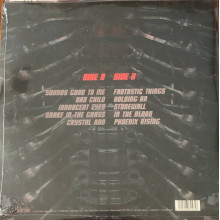 SIDE A SIDE B
SOUNDS GOOD TO ME FANTASTIC THINGS
BAD CHILD HOLDING ON
INNOCENT EYES STONEWALL
SNAKE IN THE GRASS IN THE BLOOD
CRYSTAL PHOENIX RISING